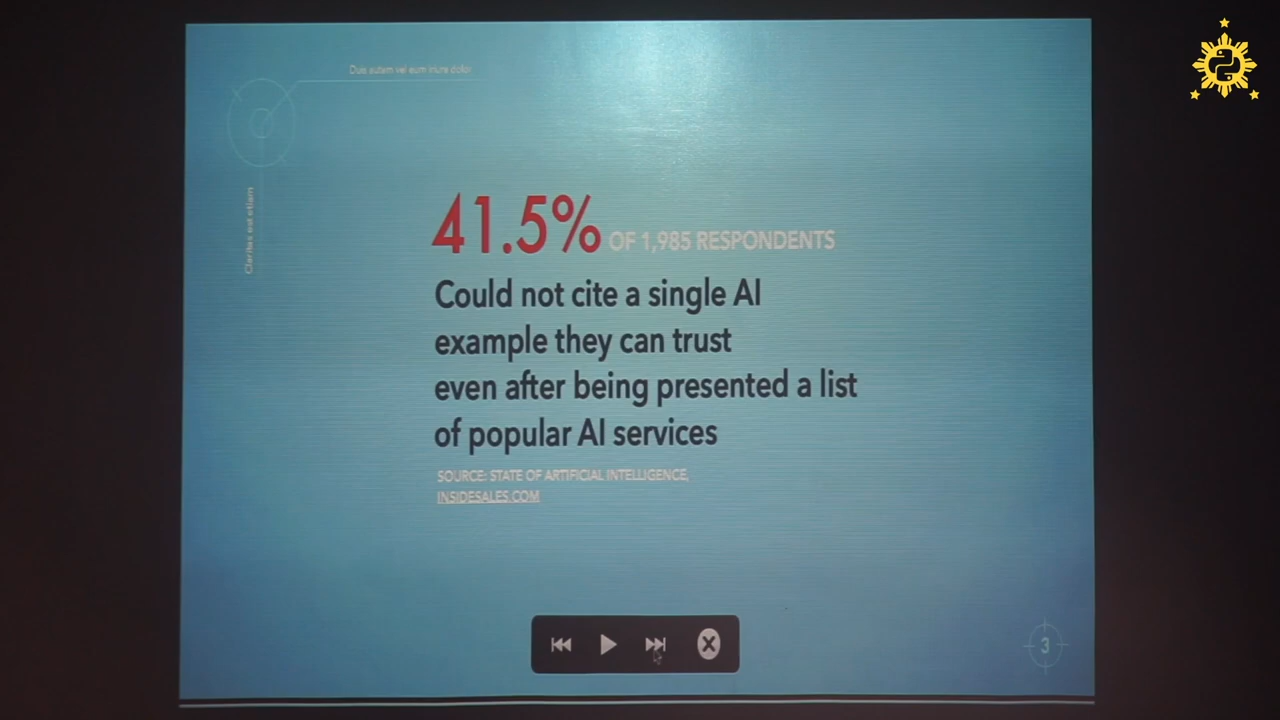 Duis autem vel eum iriure dolor
Claritas est etiam
41.5% OF 1,985 RESPONDENTS
Could not cite a single AI
example they can trust
even after being presented a list
of popular AI services
SOURCE: STATE OF ARTIFICIAL INTELLIGENCE,
INSIDESALES.COM
3